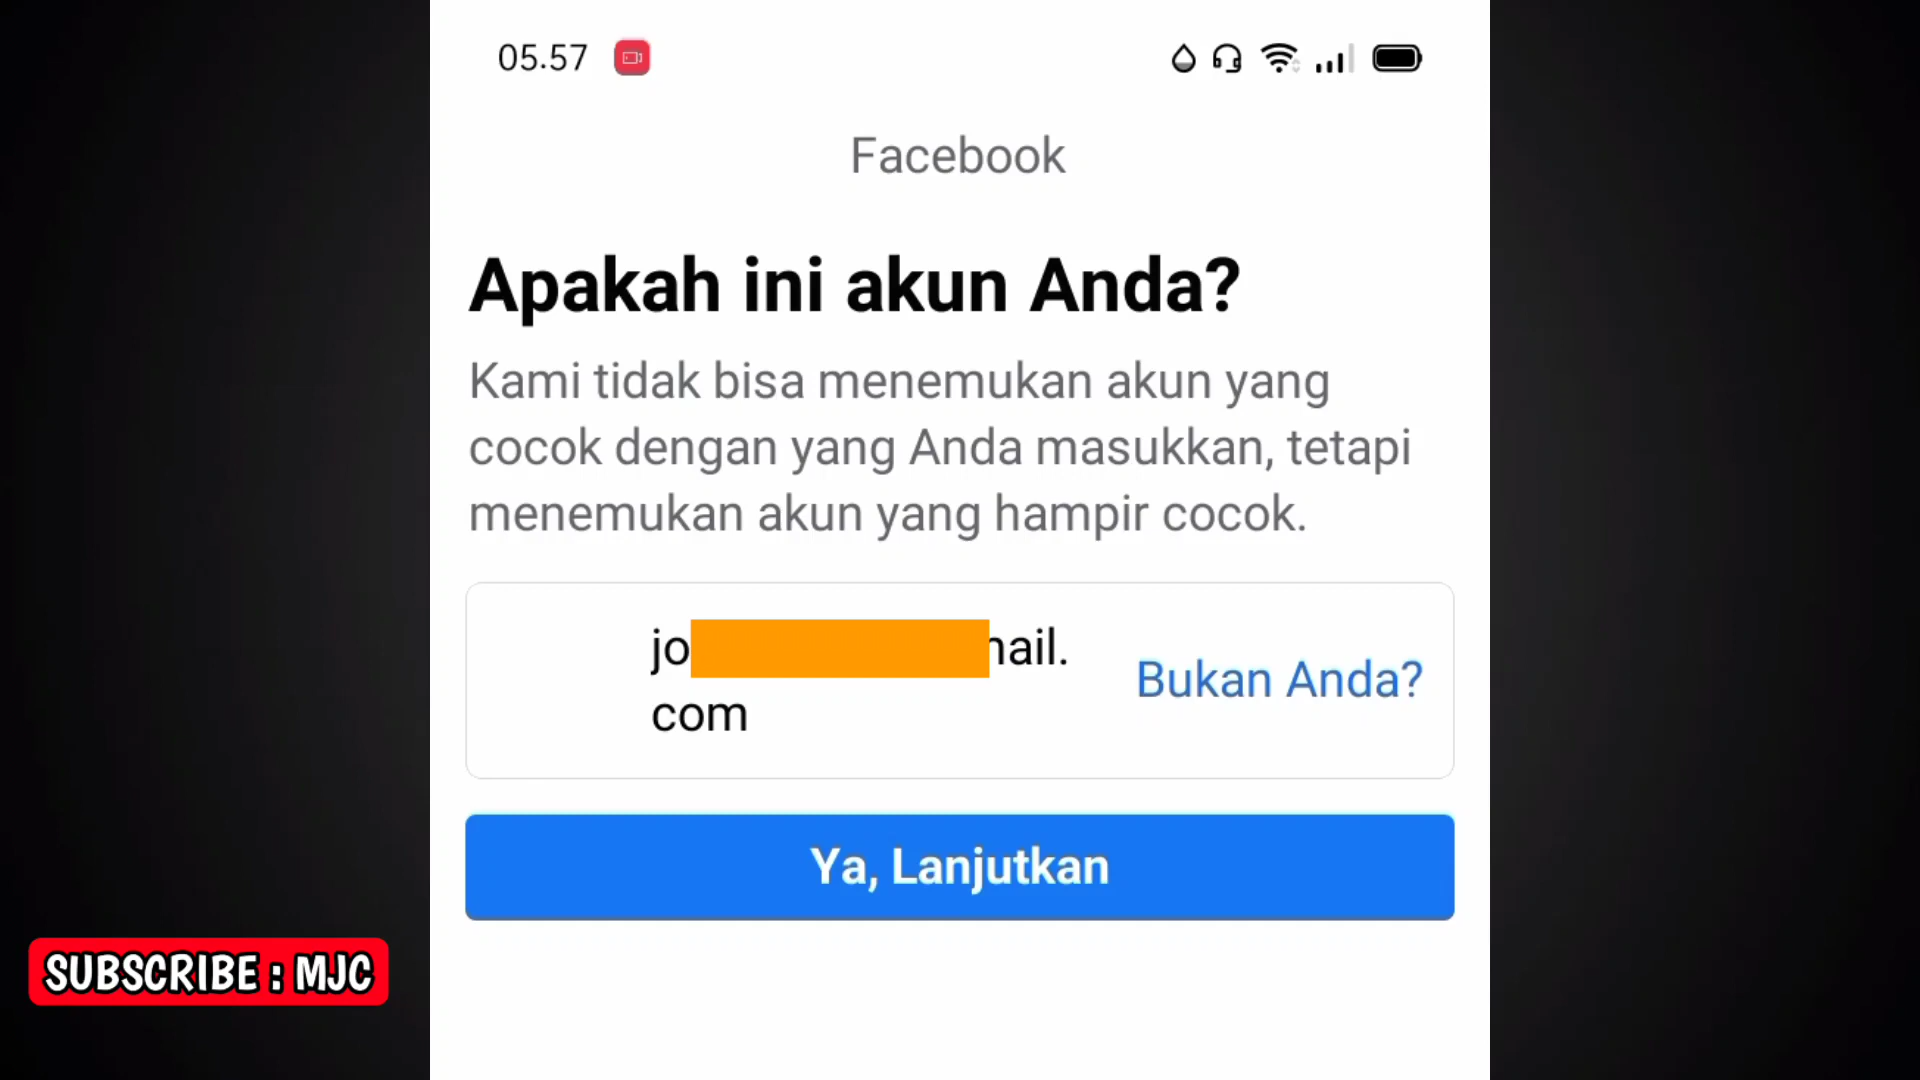 05.57
Facebook
Apakah ini akun Anda?
Kami tidak bisa menemukan akun yang
cocok dengan yang Anda masukkan, tetapi
menemukan akun yang hampir cocok.
jo ail.
com
Bukan Anda?
Ya, Lanjutkan
SUBSCRIBE : MJC